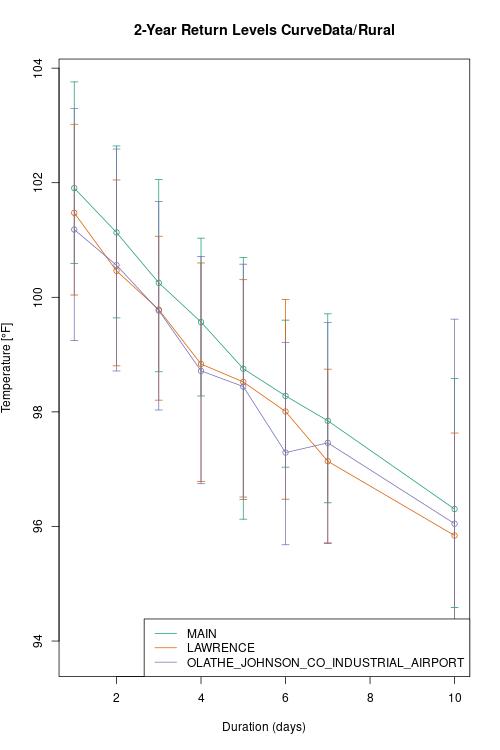 2-Year Return Levels CurveData/Rural
Temperature [°F]
104
102
100
98
96
94
2 4 6 8 10
Duration (days)
MAIN
LAWRENCE
OLATHE_JOHNSON_CO_INDUSTRIAL_AIRPORT